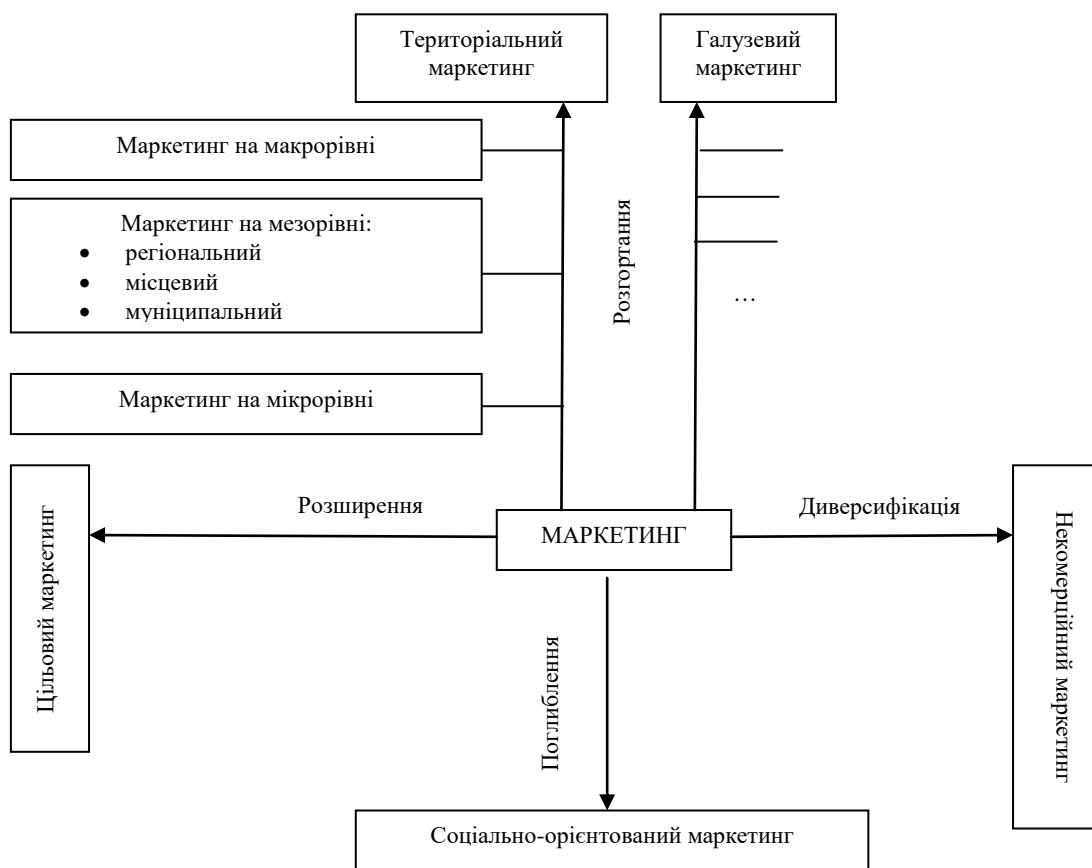 Територіальний
маркетинг
Галузевий
маркетинг
Маркетинг на макрорівні
Маркетинг на мезорівні:
• регіональний
• місцевий
• муніципальний
Розгортання
…
Маркетинг на мікрорівні
Розширення
Диверсифікація
МАРКЕТИНГ
Цільовий маркетинг
Некомерційний маркетинг
Поглиблення
Соціально-орієнтований маркетинг